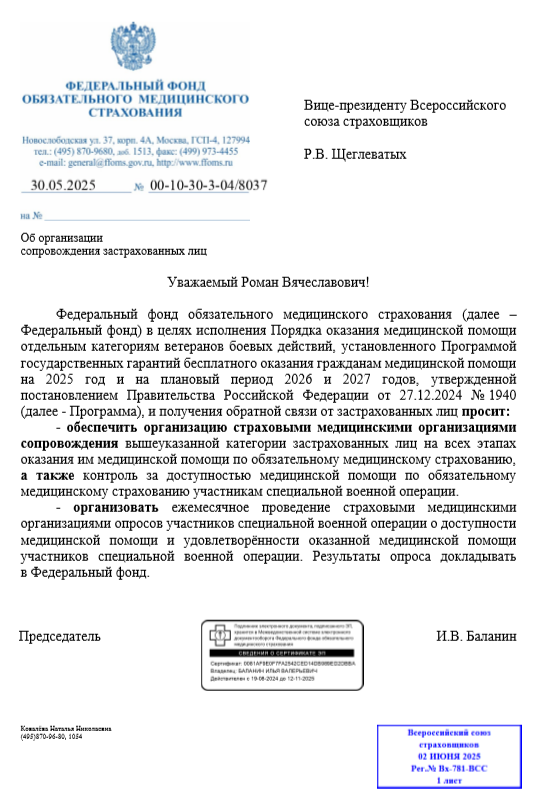 ФЕДЕРАЛЬНЫЙ ФОНД
ОБЯЗАТЕЛЬНОГО МЕДИЦИНСКОГО
СТРАХОВАНИЯ
Новослободская ул. 37, корп. 4А, Москва, ГСП-4, 127994
тел.: (495) 870-9680, доб. 1513, факс: (499) 973-4455
e-mail: general@ffoms.gov.ru, http://www.ffoms.ru
30.05.2025 № 00-10-30-3-04/8037
на №
Вице-президенту Всероссийского
союза страховщиков
Р.В. Щеглеватых
Об организации
сопровождения застрахованных лиц
Уважаемый Роман Вячеславович!
Федеральный фонд обязательного медицинского страхования (далее –
Федеральный фонд) в целях исполнения Порядка оказания медицинской помощи
отдельным категориям ветеранов боевых действий, установленного Программой
государственных гарантий бесплатного оказания гражданам медицинской помощи
на 2025 год и на плановый период 2026 и 2027 годов, утвержденной
постановлением Правительства Российской Федерации от 27.12.2024 № 1940
(далее - Программа), и получения обратной связи от застрахованных лиц просит:
- обеспечить организацию страховыми медицинскими организациями
сопровождения вышеуказанной категории застрахованных лиц на всех этапах
оказания им медицинской помощи по обязательному медицинскому страхованию,
а также контроль за доступностью медицинской помощи по обязательному
медицинскому страхованию участникам специальной военной операции.
- организовать ежемесячное проведение страховыми медицинскими
организациями опросов участников специальной военной операции о доступности
медицинской помощи и удовлетворённости оказанной медицинской помощи
участников специальной военной операции. Результаты опроса докладывать
в Федеральный фонд.
Председатель
Подлинник электронного документа, подписанного ЭП,
хранится в Межведомственной системе электронного
документооборота Федерального фонда обязательного
медицинского страхования
СВЕДЕНИЯ О СЕРТИФИКАТЕ ЭП
Сертификат:
Владелец: БАЛАНИН ИЛЬЯ ВАЛЕРЬЕВИЧ
Действителен с 19-08-2024 до 12-11-2025
И.В. Баланин
Ковалёва Наталья Николаевна
(495)870-96-80, 1054
Всероссийский союз
страховщиков
02 ИЮНЯ 2025
Рег.№ Вх-781-ВСС
1 лист